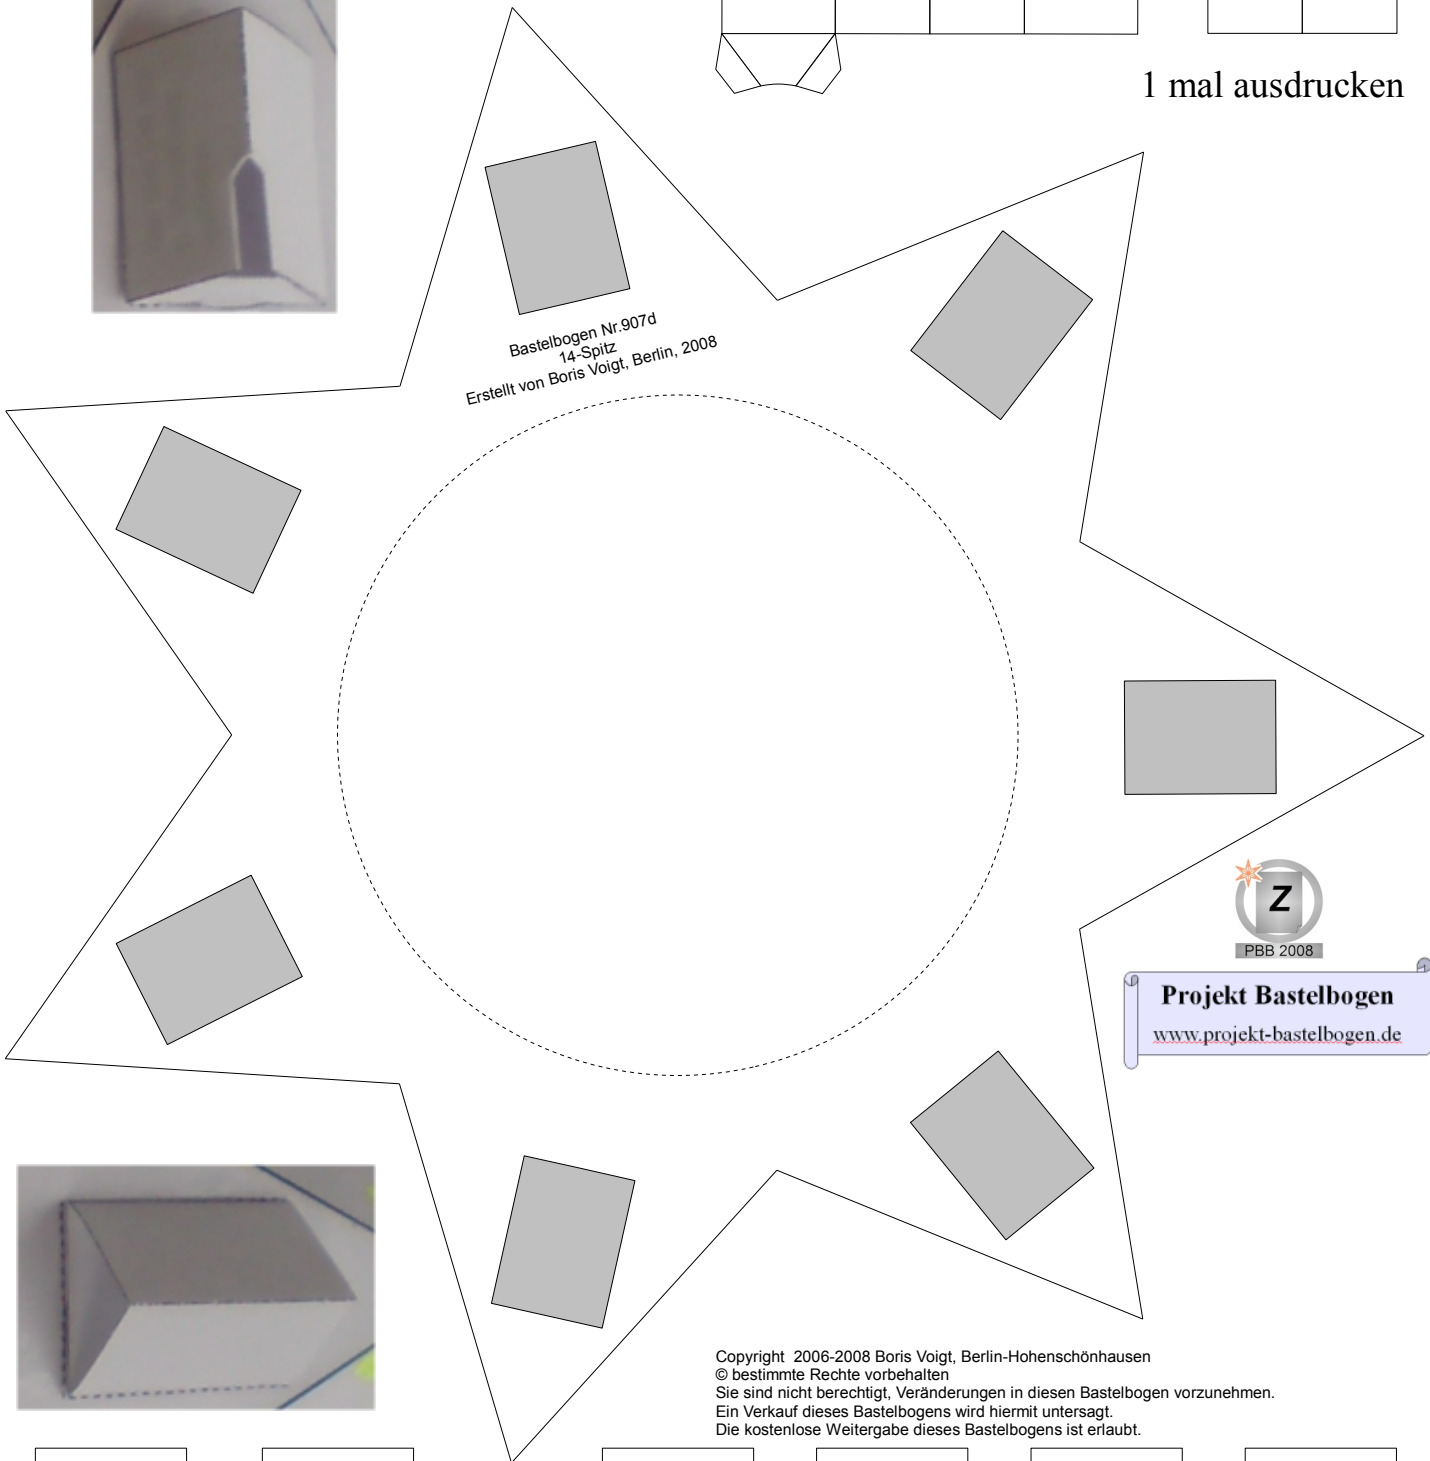 1 mal ausdrucken
Bastelbogen Nr.907d
14-Spitz
Erstellt von Boris Voigt, Berlin, 2008
Z
PBB 2008
Projekt Bastelbogen
www.projekt-bastelbogen.de
Copyright  2006-2008 Boris Voigt, Berlin-Hohenschönhausen
© bestimmte Rechte vorbehalten
Sie sind nicht berechtigt, Veränderungen in diesen Bastelbogen vorzunehmen.
Ein Verkauf dieses Bastelbogens wird hiermit untersagt.
Die kostenlose Weitergabe dieses Bastelbogens ist erlaubt.